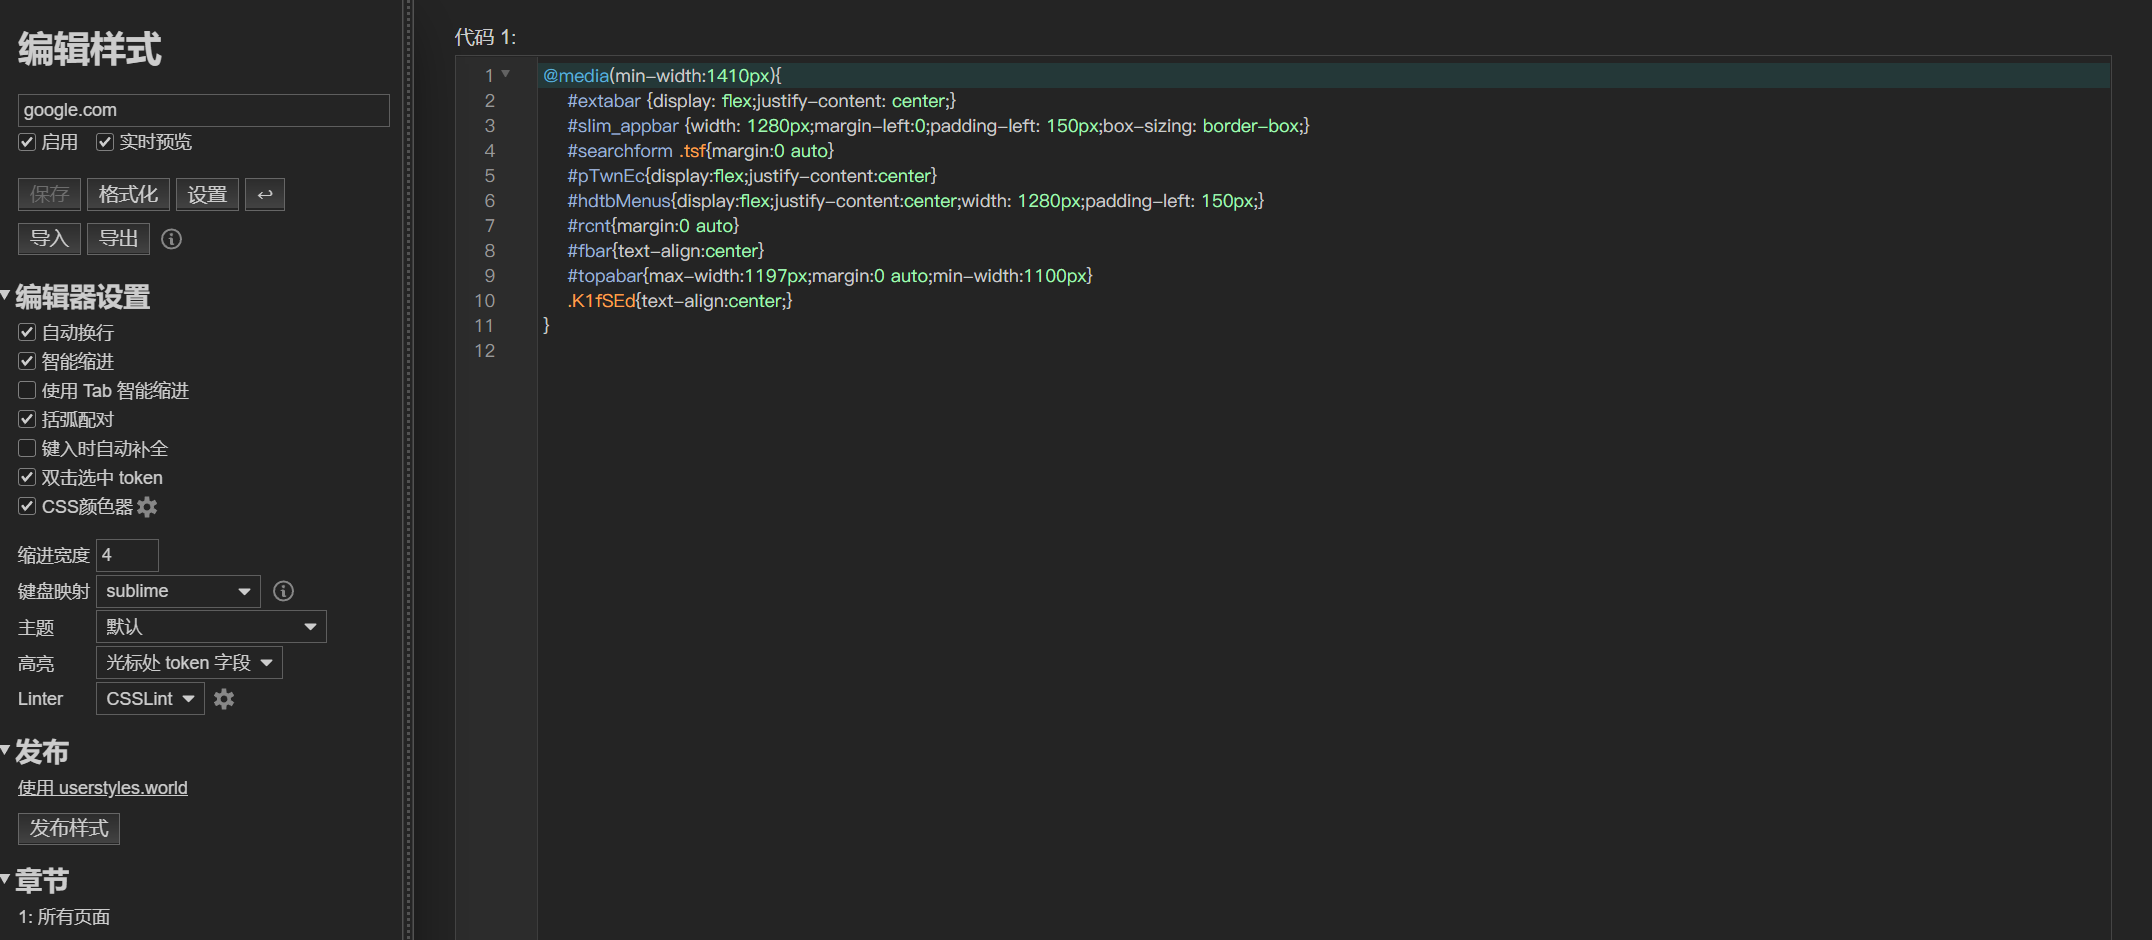 编辑样式
google.com
启用 实时预览
保存 格式化 设置 ↩
导入 导出
编辑器设置
自动换行
智能缩进
使用 Tab 智能缩进
括弧配对
键入时自动补全
双击选中 token
CSS颜色器
缩进宽度 4
键盘映射 sublime
主题 默认
高亮 光标处 token 字段
Linter CSSLint
发布
使用 userstyles.world
发布样式
章节
1: 所有页面
代码 1:
1 @media(min-width:1410px){
2 #extabar {display: flex;justify-content: center;}
3 #slim_appbar {width: 1280px;margin-left:0;padding-left: 150px;box-sizing: border-box;}
4 #searchform .tsf{margin:0 auto}
5 #pTwnEc{display:flex;justify-content:center}
6 #hdtbMenus{display:flex;justify-content:center;width: 1280px;padding-left: 150px;}
7 #rcnt{margin:0 auto}
8 #fbar{text-align:center}
9 #topabar{max-width:1197px;margin:0 auto;min-width:1100px}
10 .K1fSEd{text-align:center;}
11 }
12